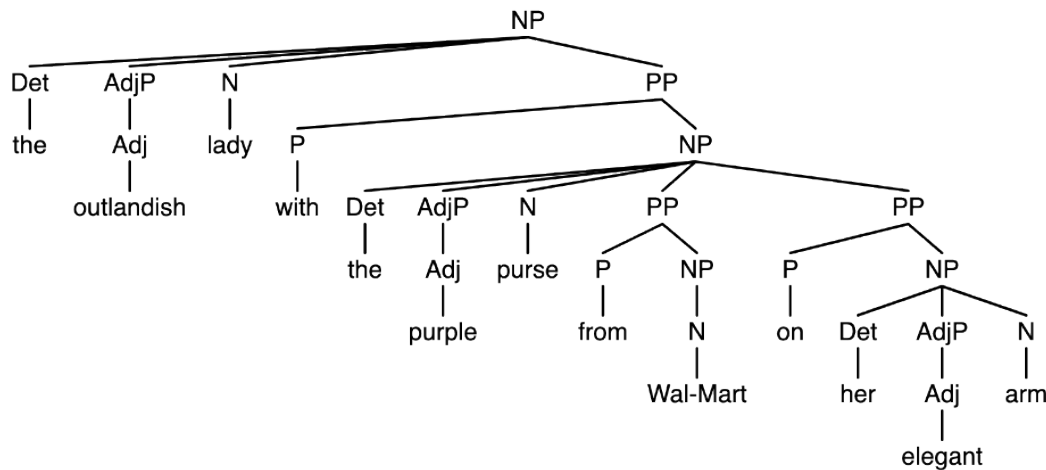 NP
Det AdjP N PP
the Adj lady P NP
outlandish with Det AdjP N PP PP
the Adj purse P NP P NP
purple from N on Det AdjP N
Wal-Mart her Adj arm
elegant